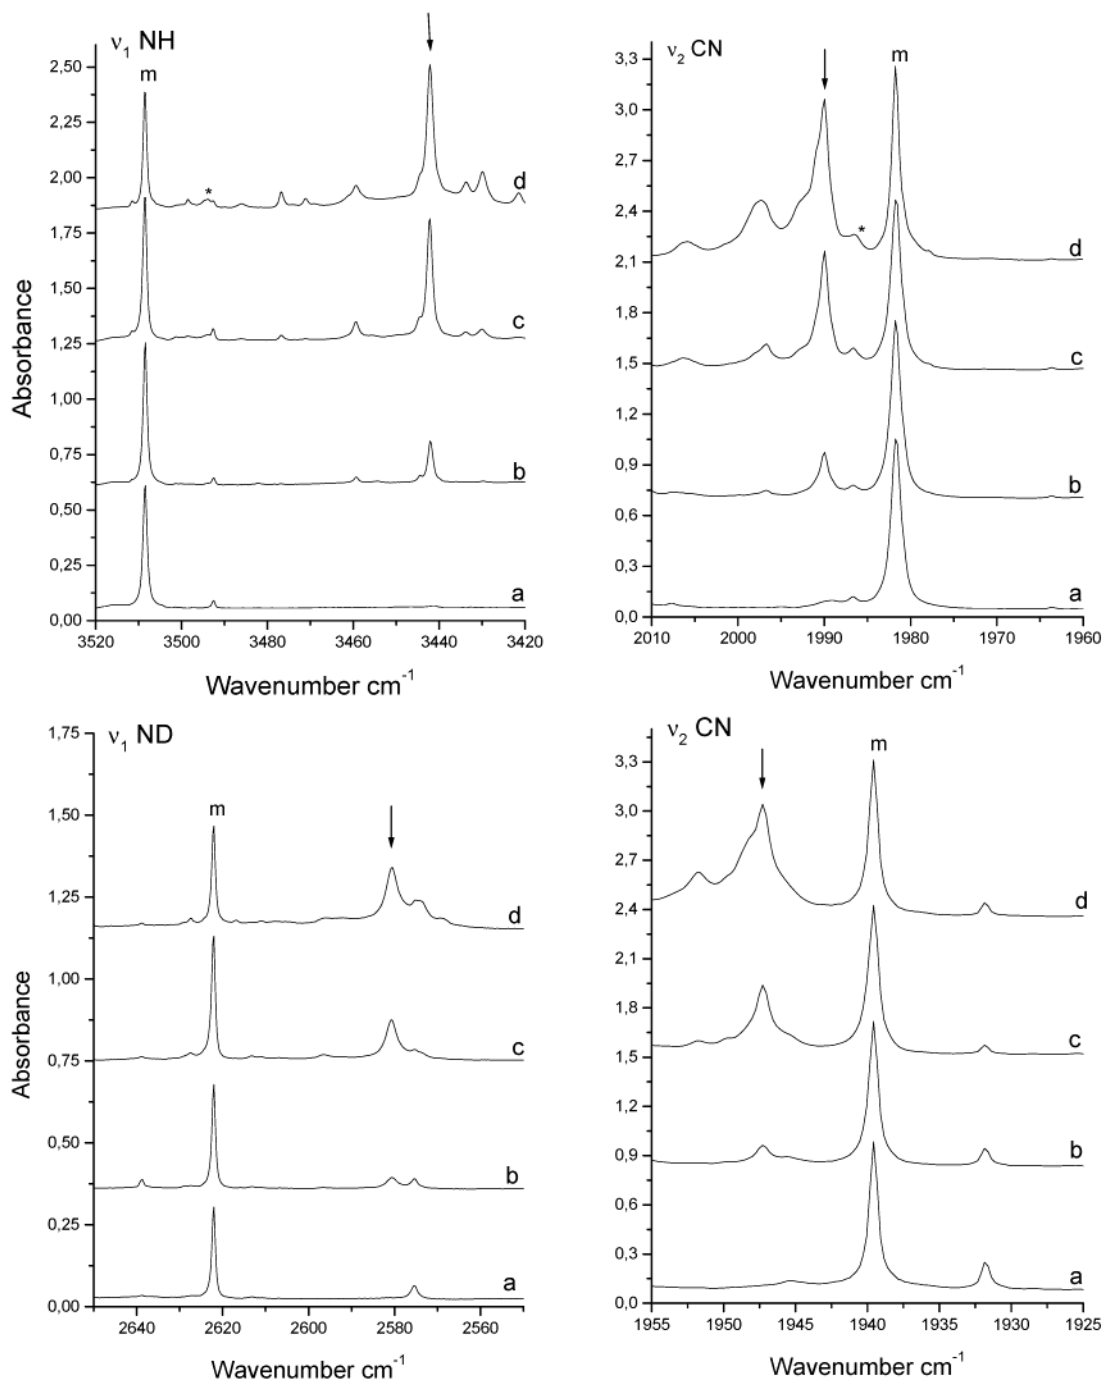 ν1 NH
m
*
d
c
b
a
2,50
2,25
2,00
1,75
1,50
1,25
1,00
0,75
0,50
0,25
0,00
3520 3500 3480 3460 3440 3420
Absorbance
Wavenumber cm-1
ν2 CN
m
*
d
c
b
a
3,3
3,0
2,7
2,4
2,1
1,8
1,5
1,2
0,9
0,6
0,3
0,0
2010 2000 1990 1980 1970 1960
Wavenumber cm-1
ν1 ND
m
d
c
b
a
1,75
1,50
1,25
1,00
0,75
0,50
0,25
0,00
2640 2620 2600 2580 2560
Absorbance
Wavenumber cm-1
ν2 CN
m
d
c
b
a
3,3
3,0
2,7
2,4
2,1
1,8
1,5
1,2
0,9
0,6
0,3
0,0
1955 1950 1945 1940 1935 1930 1925
Wavenumber cm-1